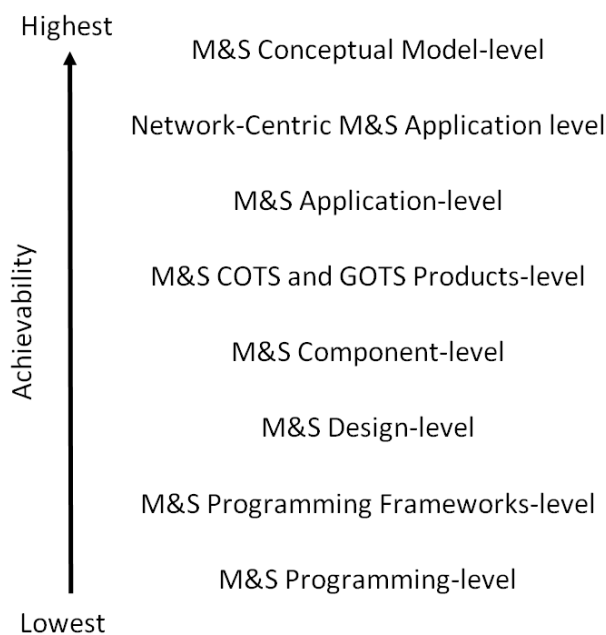 Highest
M&S Conceptual Model-level
Network-Centric M&S Application level
M&S Application-level
M&S COTS and GOTS Products-level
Achievability
M&S Component-level
M&S Design-level
M&S Programming Frameworks-level
M&S Programming-level
Lowest